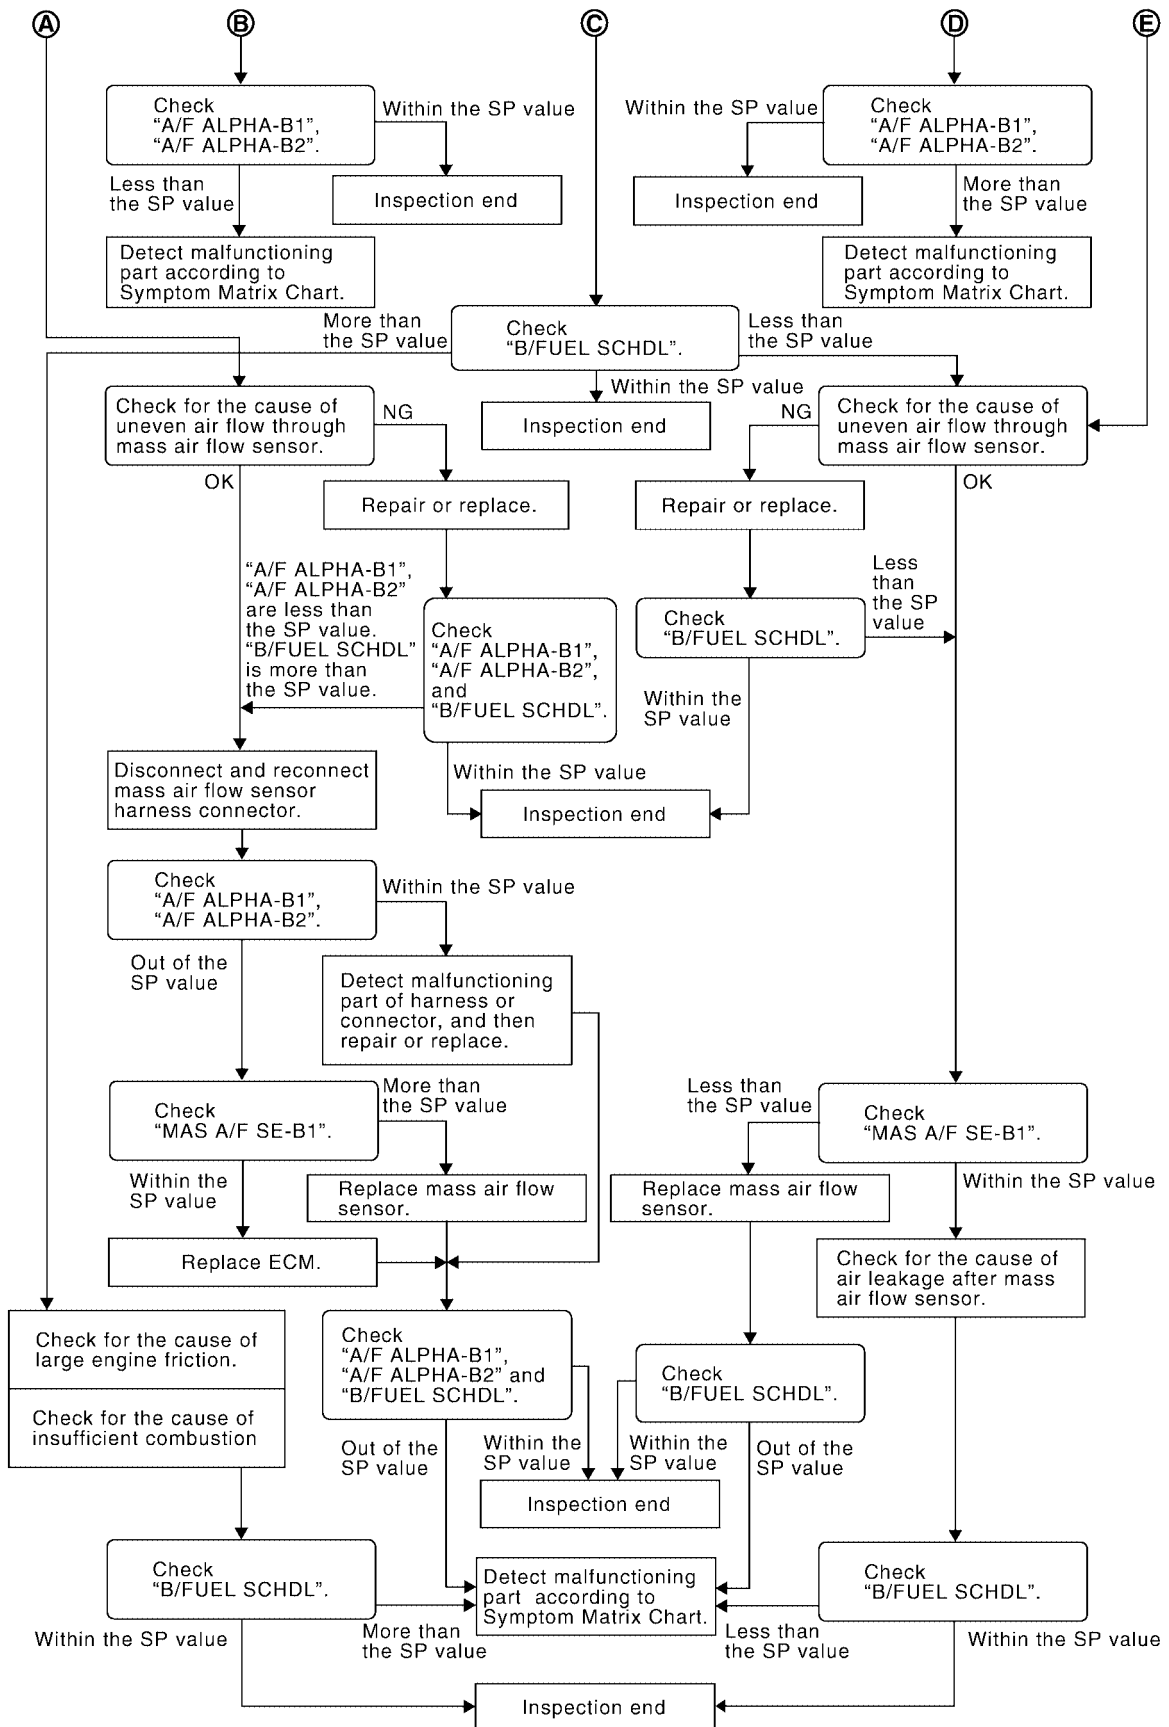 A
B
C
D
E
Check
“A/F ALPHA-B1”,
“A/F ALPHA-B2”.
Within the SP value
Less than
the SP value
Inspection end
Detect malfunctioning
part according to
Symptom Matrix Chart.
Within the SP value
Check
“A/F ALPHA-B1”,
“A/F ALPHA-B2”.
Inspection end
More than
the SP value
Detect malfunctioning
part according to
Symptom Matrix Chart.
More than
the SP value
Check
“B/FUEL SCHDL”.
Less than
the SP value
Within the SP value
Inspection end
Check for the cause of
uneven air flow through
mass air flow sensor.
NG
OK
Repair or replace.
NG
Check for the cause of
uneven air flow through
mass air flow sensor.
OK
Repair or replace.
“A/F ALPHA-B1”,
“A/F ALPHA-B2”
are less than
the SP value.
“B/FUEL SCHDL”
is more than
the SP value.
Check
“A/F ALPHA-B1”,
“A/F ALPHA-B2”,
and
“B/FUEL SCHDL”.
Check
“B/FUEL SCHDL”.
Less
than
the SP
value
Within the
SP value
Within the SP value
Inspection end
Disconnect and reconnect
mass air flow sensor
harness connector.
Check
“A/F ALPHA-B1”,
“A/F ALPHA-B2”.
Within the SP value
Out of the
SP value
Detect malfunctioning
part of harness or
connector, and then
repair or replace.
Check
“MAS A/F SE-B1”.
More than
the SP value
Within the
SP value
Replace mass air flow
sensor.
Replace ECM.
Less than
the SP value
Check
“MAS A/F SE-B1”.
Replace mass air flow
sensor.
Within the SP value
Check for the cause of
air leakage after mass
air flow sensor.
Check for the cause of
large engine friction.
Check for the cause of
insufficient combustion
Check
“A/F ALPHA-B1”,
“A/F ALPHA-B2” and
“B/FUEL SCHDL”.
Check
“B/FUEL SCHDL”.
Out of the
SP value
Within the
SP value
Within the
SP value
Out of the
SP value
Inspection end
Check
“B/FUEL SCHDL”.
Detect malfunctioning
part  according to
Symptom Matrix Chart.
Check
“B/FUEL SCHDL”.
Within the SP value
More than
the SP value
Less than
the SP value
Within the SP value
Inspection end